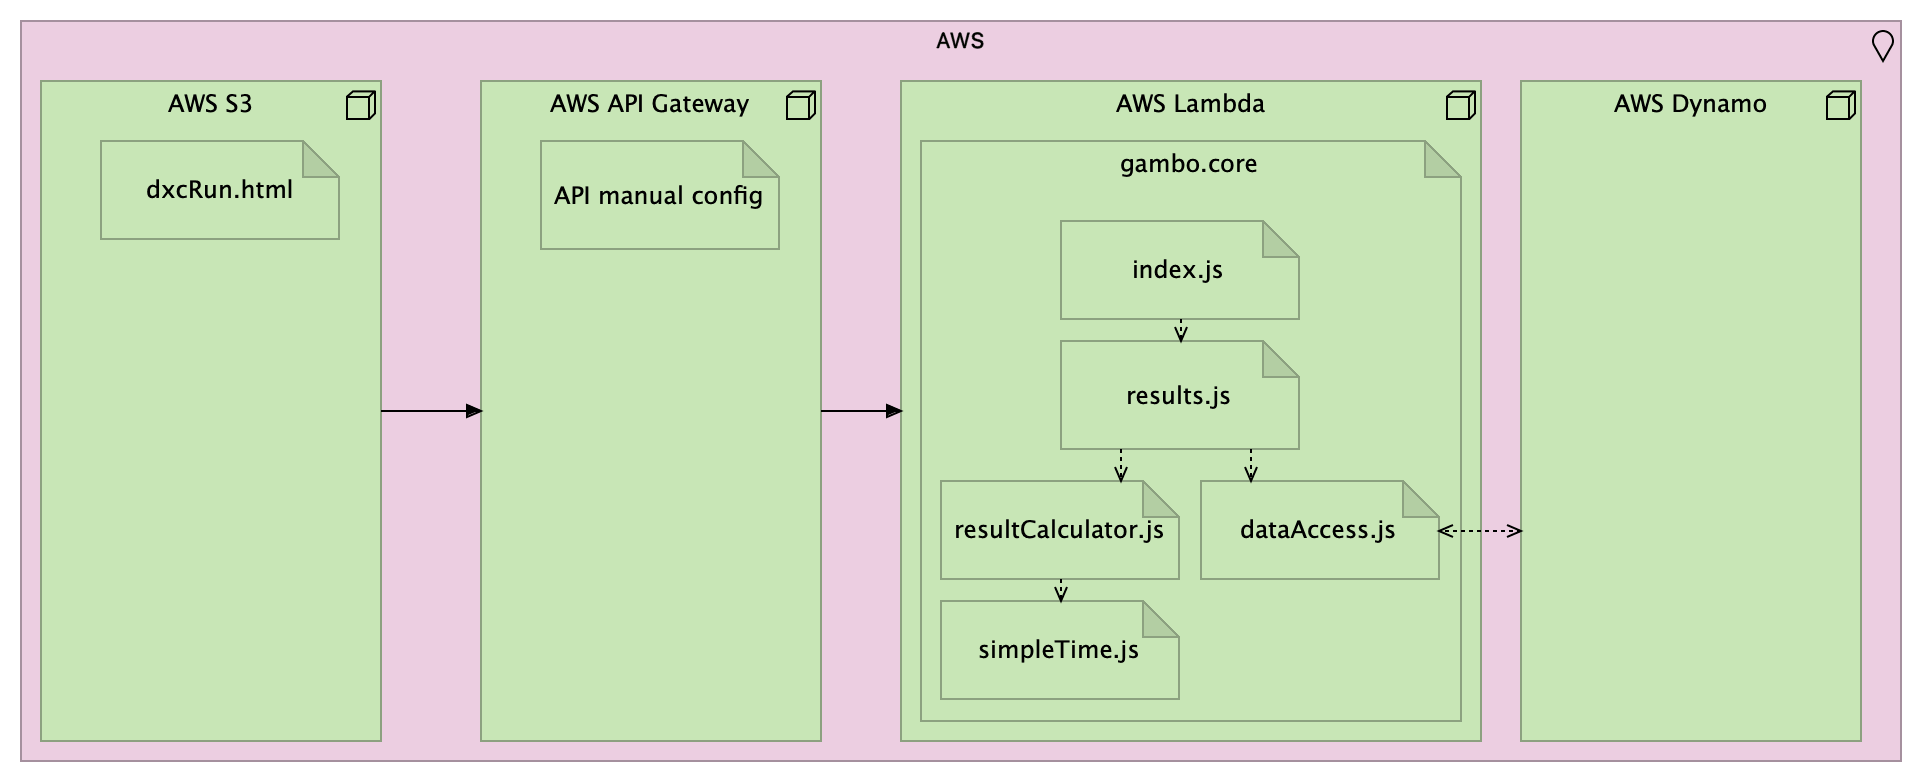 AWS
AWS S3
dxcRun.html
AWS API Gateway
API manual config
AWS Lambda
gambo.core
index.js
results.js
resultCalculator.js
dataAccess.js
simpleTime.js
AWS Dynamo